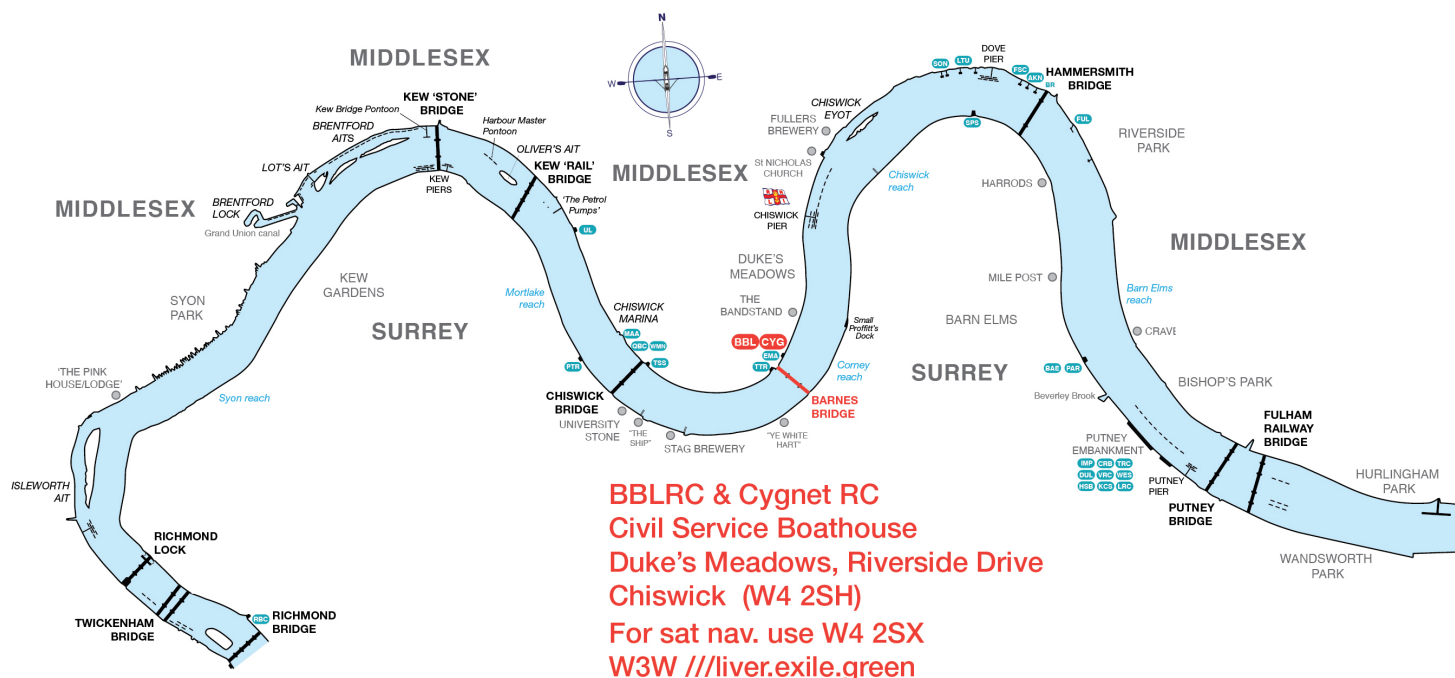 N
W
E
S
MIDDLESEX
KEW 'STONE'
BRIDGE
Kew Bridge Pontoon
Harbour Master
Pontoon
BRENTFORD
AITS
OLIVER'S AIT
LOT'S AIT
KEW 'RAIL'
BRIDGE
KEW
PIERS
'The Petrol
Pumps'
UL
MIDDLESEX
BRENTFORD
LOCK
Grand Union canal
KEW
GARDENS
SYON
PARK
SURREY
Mortlake
reach
'THE PINK
HOUSE/LODGE'
Syon reach
ISLEWORTH
AIT
RICHMOND
LOCK
TWICKENHAM
BRIDGE
RBC
RICHMOND
BRIDGE
CHISWICK
MARINA
MAA
OBC
WMN
TSS
PTR
CHISWICK
BRIDGE
UNIVERSITY
STONE
"THE
SHIP"
STAG BREWERY
"YE WHITE
HART"
MIDDLESEX
CHISWICK
EYOT
FULLERS
BREWERY
St NICHOLAS
CHURCH
CHISWICK
PIER
DUKE'S
MEADOWS
THE
BANDSTAND
BBL
CYG
EMA
TTR
Small
Proffitt's
Dock
Corney
reach
BARNES
BRIDGE
Chiswick
reach
SON
LTU
DOVE
PIER
FSC
AKN
BR
HAMMERSMITH
BRIDGE
SPS
FUL
RIVERSIDE
PARK
HARRODS
MIDDLESEX
MILE POST
Barn Elms
reach
BARN ELMS
CRAVE
SURREY
BAE
PAR
BISHOP'S PARK
Beverley Brook
FULHAM
RAILWAY
BRIDGE
PUTNEY
EMBANKMENT
IMP
CRB
TRC
DUL
VRC
WES
HSB
KCS
LRC
PUTNEY
PIER
PUTNEY
BRIDGE
HURLINGHAM
PARK
WANDSWORTH
PARK
BBLRC & Cygnet RC
Civil Service Boathouse
Duke's Meadows, Riverside Drive
Chiswick (W4 2SH)
For sat nav. use W4 2SX
W3W ///liver.exile.green